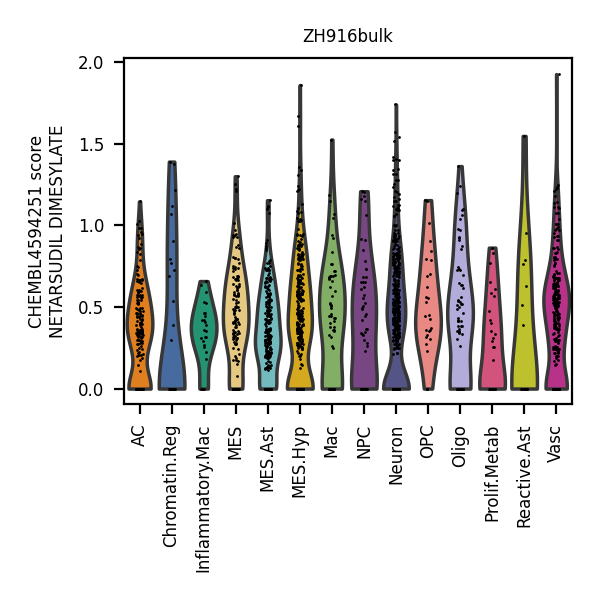 ZH916bulk
CHEMBL4594251 score
NETARSUDIL DIMESYLATE
2.0
1.5
1.0
0.5
0.0
AC
Chromatin.Reg
Inflammatory.Mac
MES
MES.Ast
MES.Hyp
Mac
NPC
Neuron
OPC
Oligo
Prolif.Metab
Reactive.Ast
Vasc